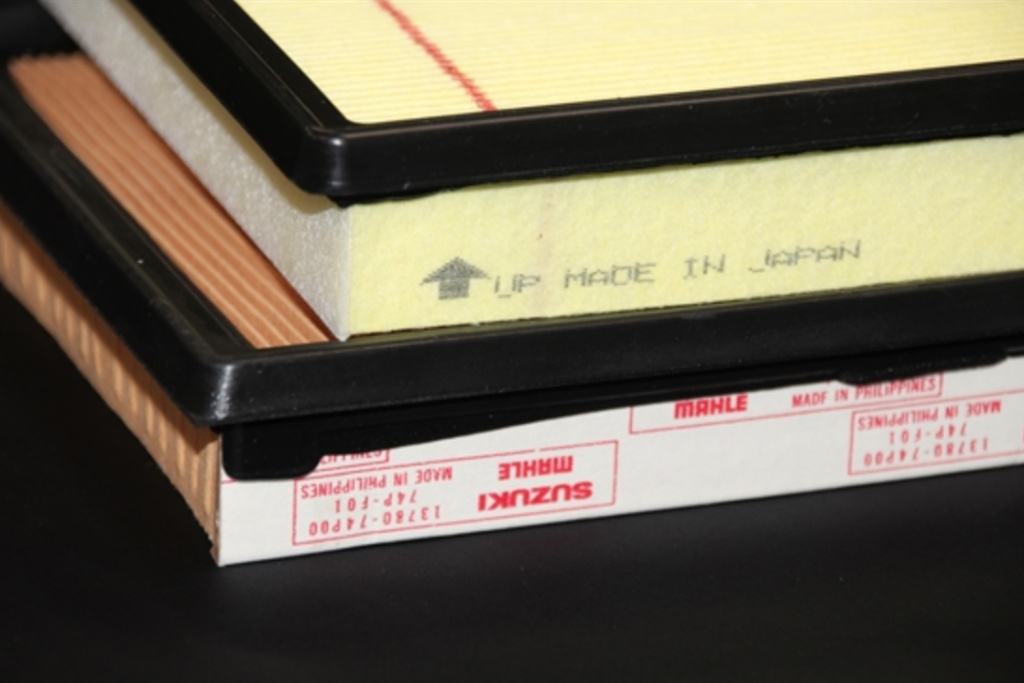 UP MADE IN JAPAN
MAHLE MADE IN PHILIPPINES
SUZUKI
MAHLE
13780-74P00
74P-F01
MADE IN PHILIPPINES
13780-74P00
74P-F01
MADE IN PHILIPPINES